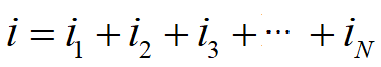 i = i₁ + i₂ + i₃ + ⋯ + i_N